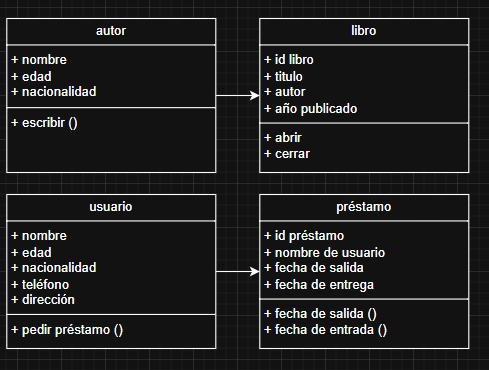 autor
+ nombre
+ edad
+ nacionalidad
+ escribir ()
libro
+ id libro
+ titulo
+ autor
+ año publicado
+ abrir
+ cerrar
usuario
+ nombre
+ edad
+ nacionalidad
+ teléfono
+ dirección
+ pedir préstamo ()
préstamo
+ id préstamo
+ nombre de usuario
+ fecha de salida
+ fecha de entrega
+ fecha de salida ()
+ fecha de entrada ()